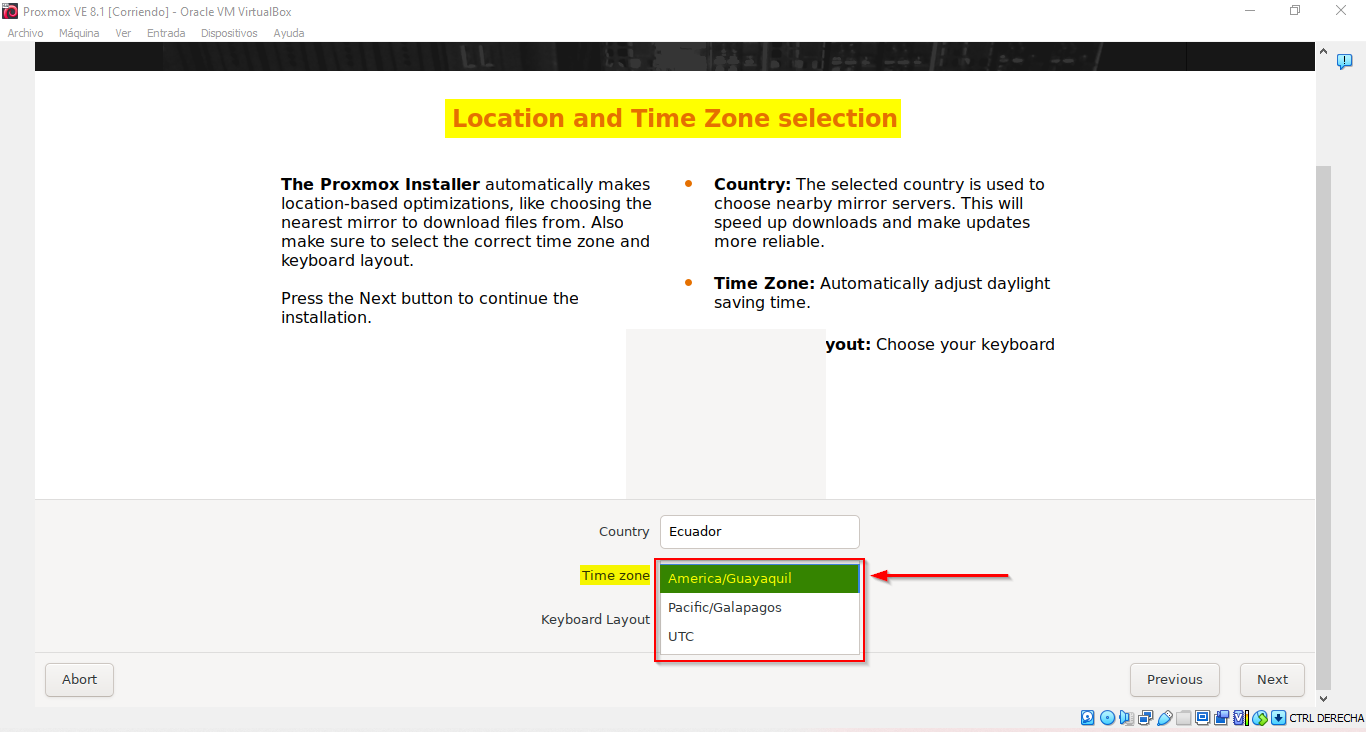 Proxmox VE 8.1 [Corriendo] - Oracle VM VirtualBox
Archivo Máquina Ver Entrada Dispositivos Ayuda
Location and Time Zone selection
The Proxmox Installer automatically makes
location-based optimizations, like choosing the
nearest mirror to download files from. Also
make sure to select the correct time zone and
keyboard layout.
Press the Next button to continue the
installation.
Country: The selected country is used to
choose nearby mirror servers. This will
speed up downloads and make updates
more reliable.
Time Zone: Automatically adjust daylight
saving time.
yout: Choose your keyboard
Country Ecuador
Time zone America/Guayaquil
Pacific/Galapagos
Keyboard Layout
UTC
Abort Previous Next
CTRL DERECHA